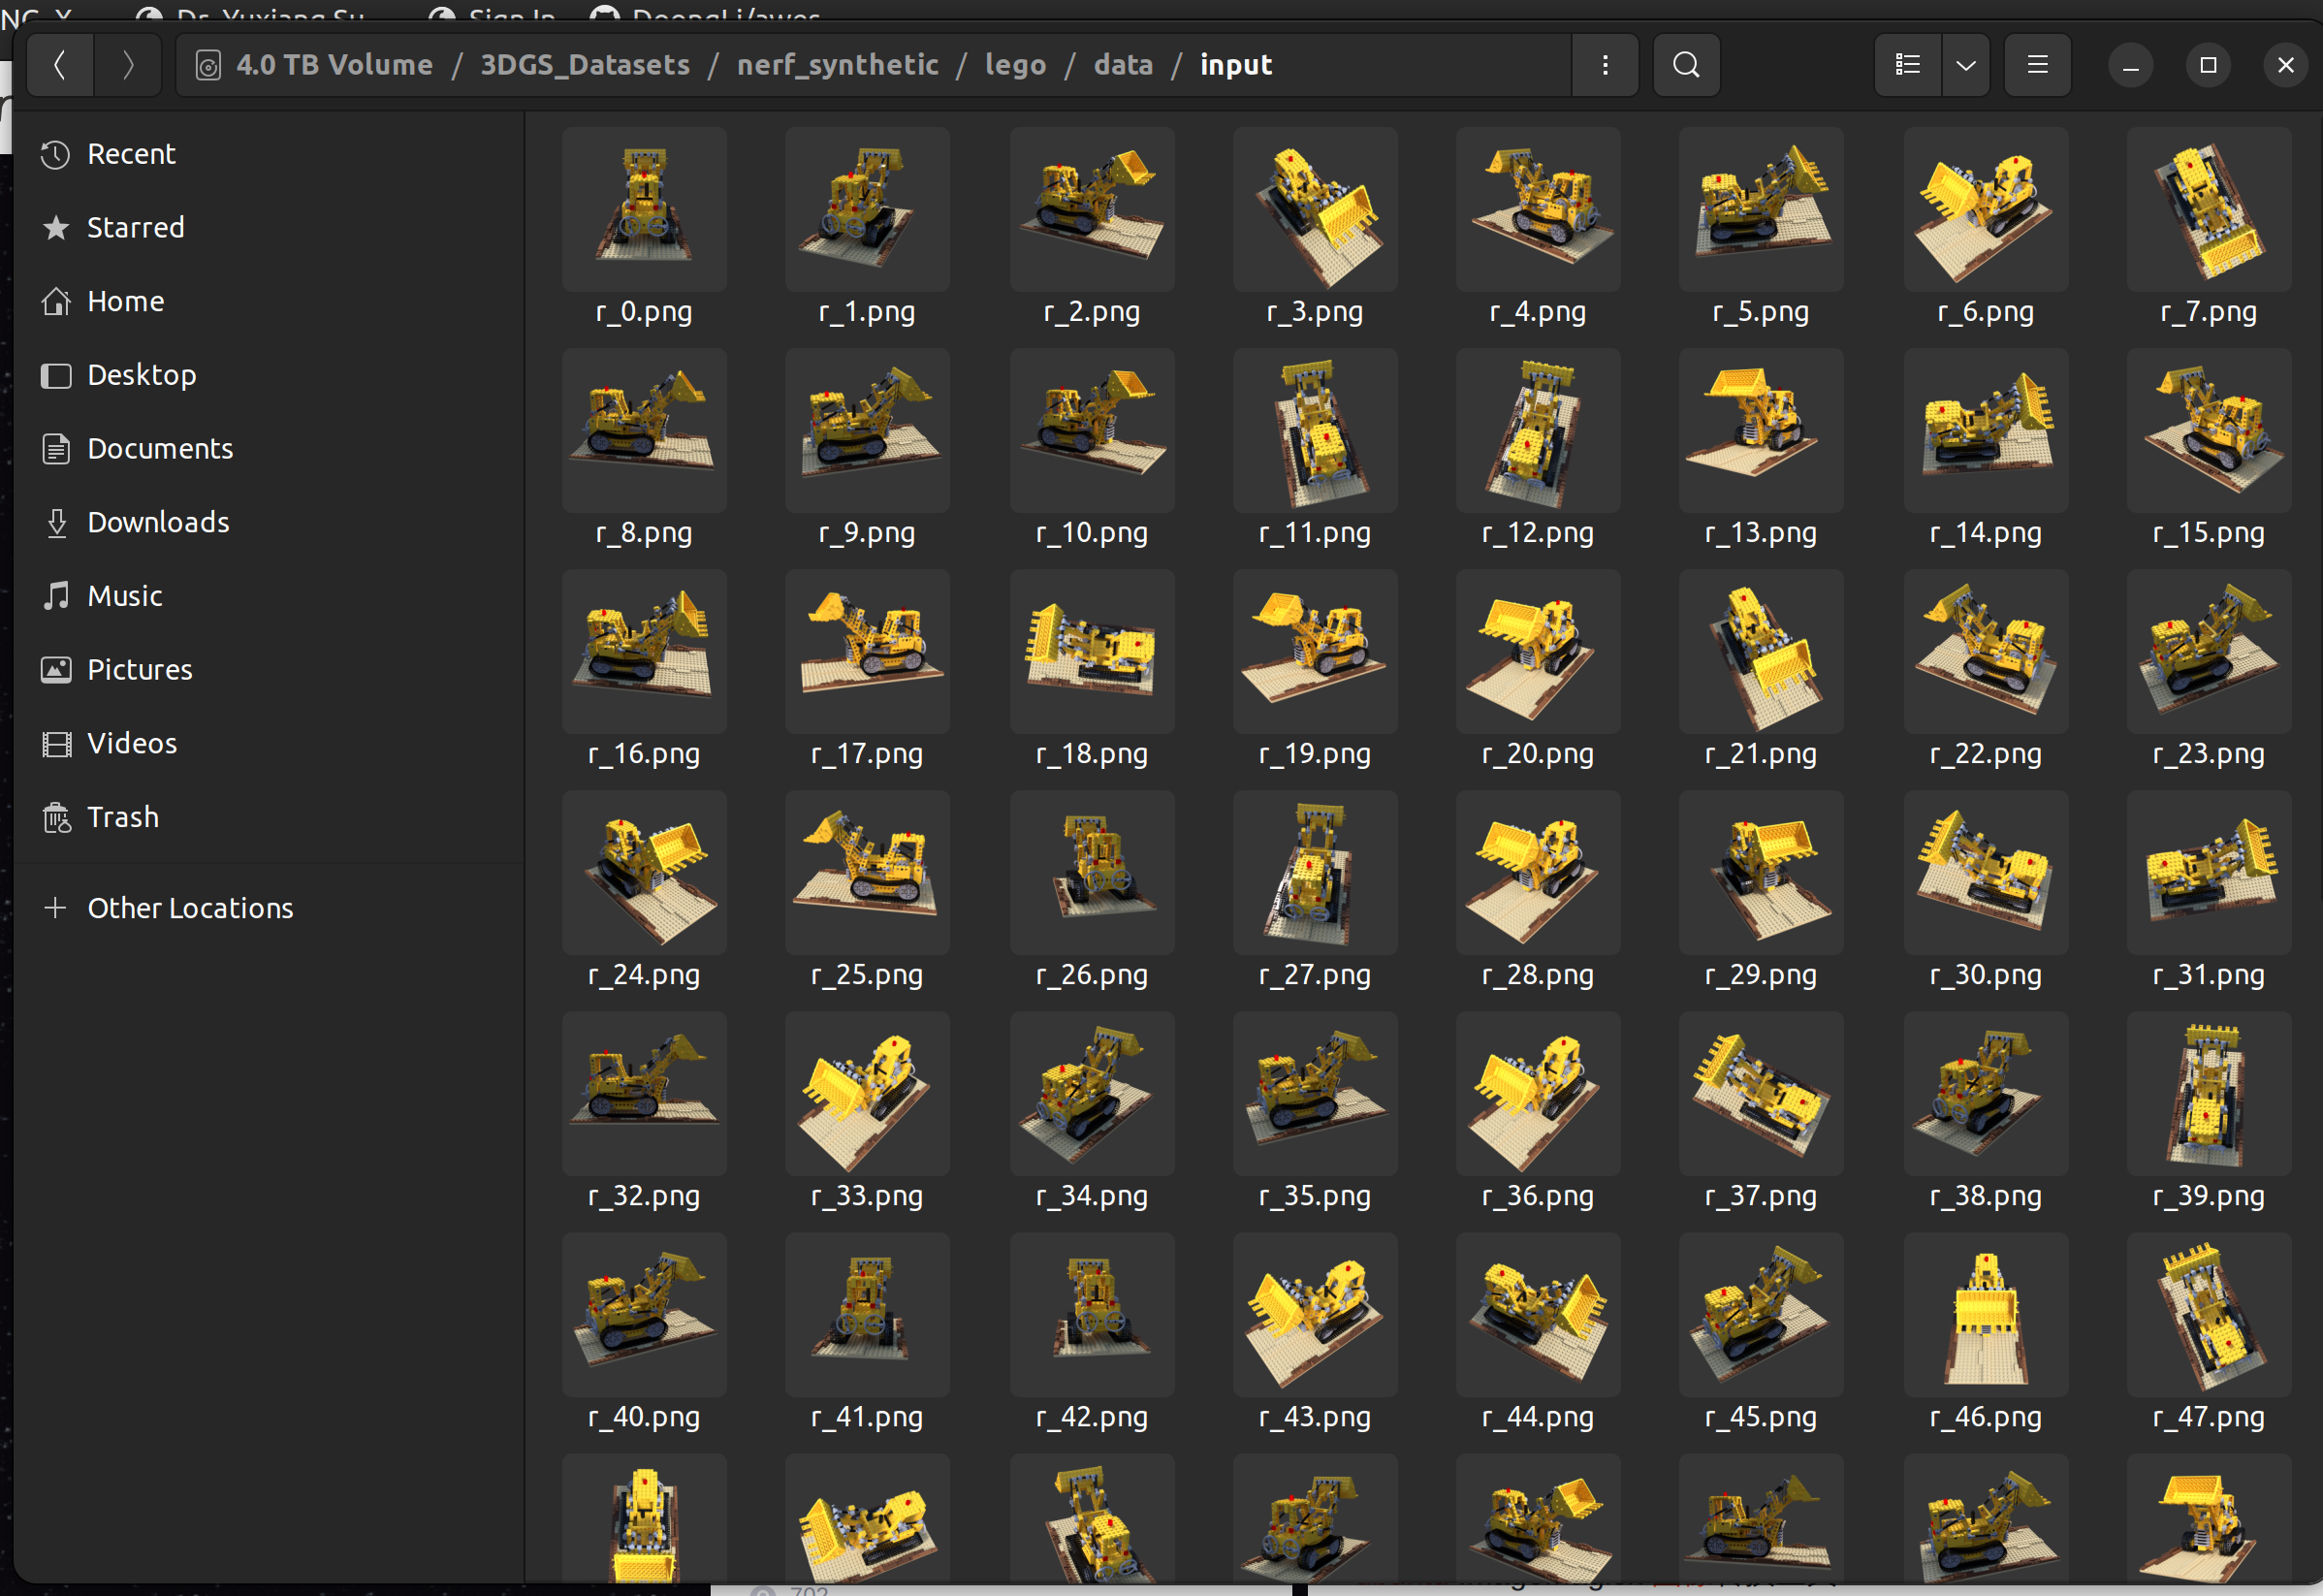 4.0 TB Volume / 3DGS_Datasets / nerf_synthetic / lego / data / input
Recent
Starred
Home
Desktop
Documents
Downloads
Music
Pictures
Videos
Trash
Other Locations
r_0.png r_1.png r_2.png r_3.png r_4.png r_5.png r_6.png r_7.png
r_8.png r_9.png r_10.png r_11.png r_12.png r_13.png r_14.png r_15.png
r_16.png r_17.png r_18.png r_19.png r_20.png r_21.png r_22.png r_23.png
r_24.png r_25.png r_26.png r_27.png r_28.png r_29.png r_30.png r_31.png
r_32.png r_33.png r_34.png r_35.png r_36.png r_37.png r_38.png r_39.png
r_40.png r_41.png r_42.png r_43.png r_44.png r_45.png r_46.png r_47.png